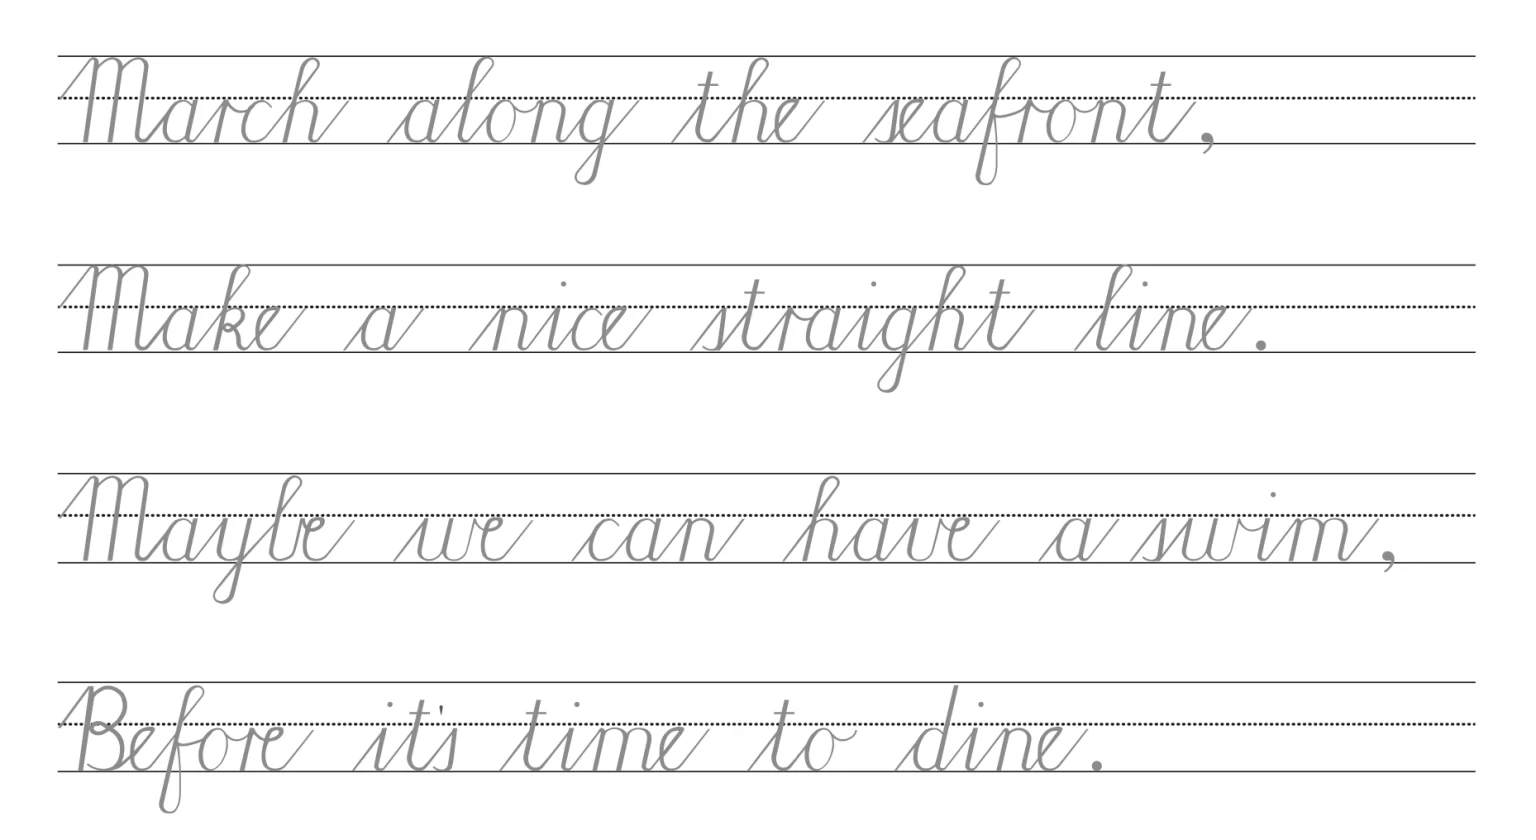 March along the seafront,
Make a nice straight line.
Maybe we can have a swim,
Before it's time to dine.